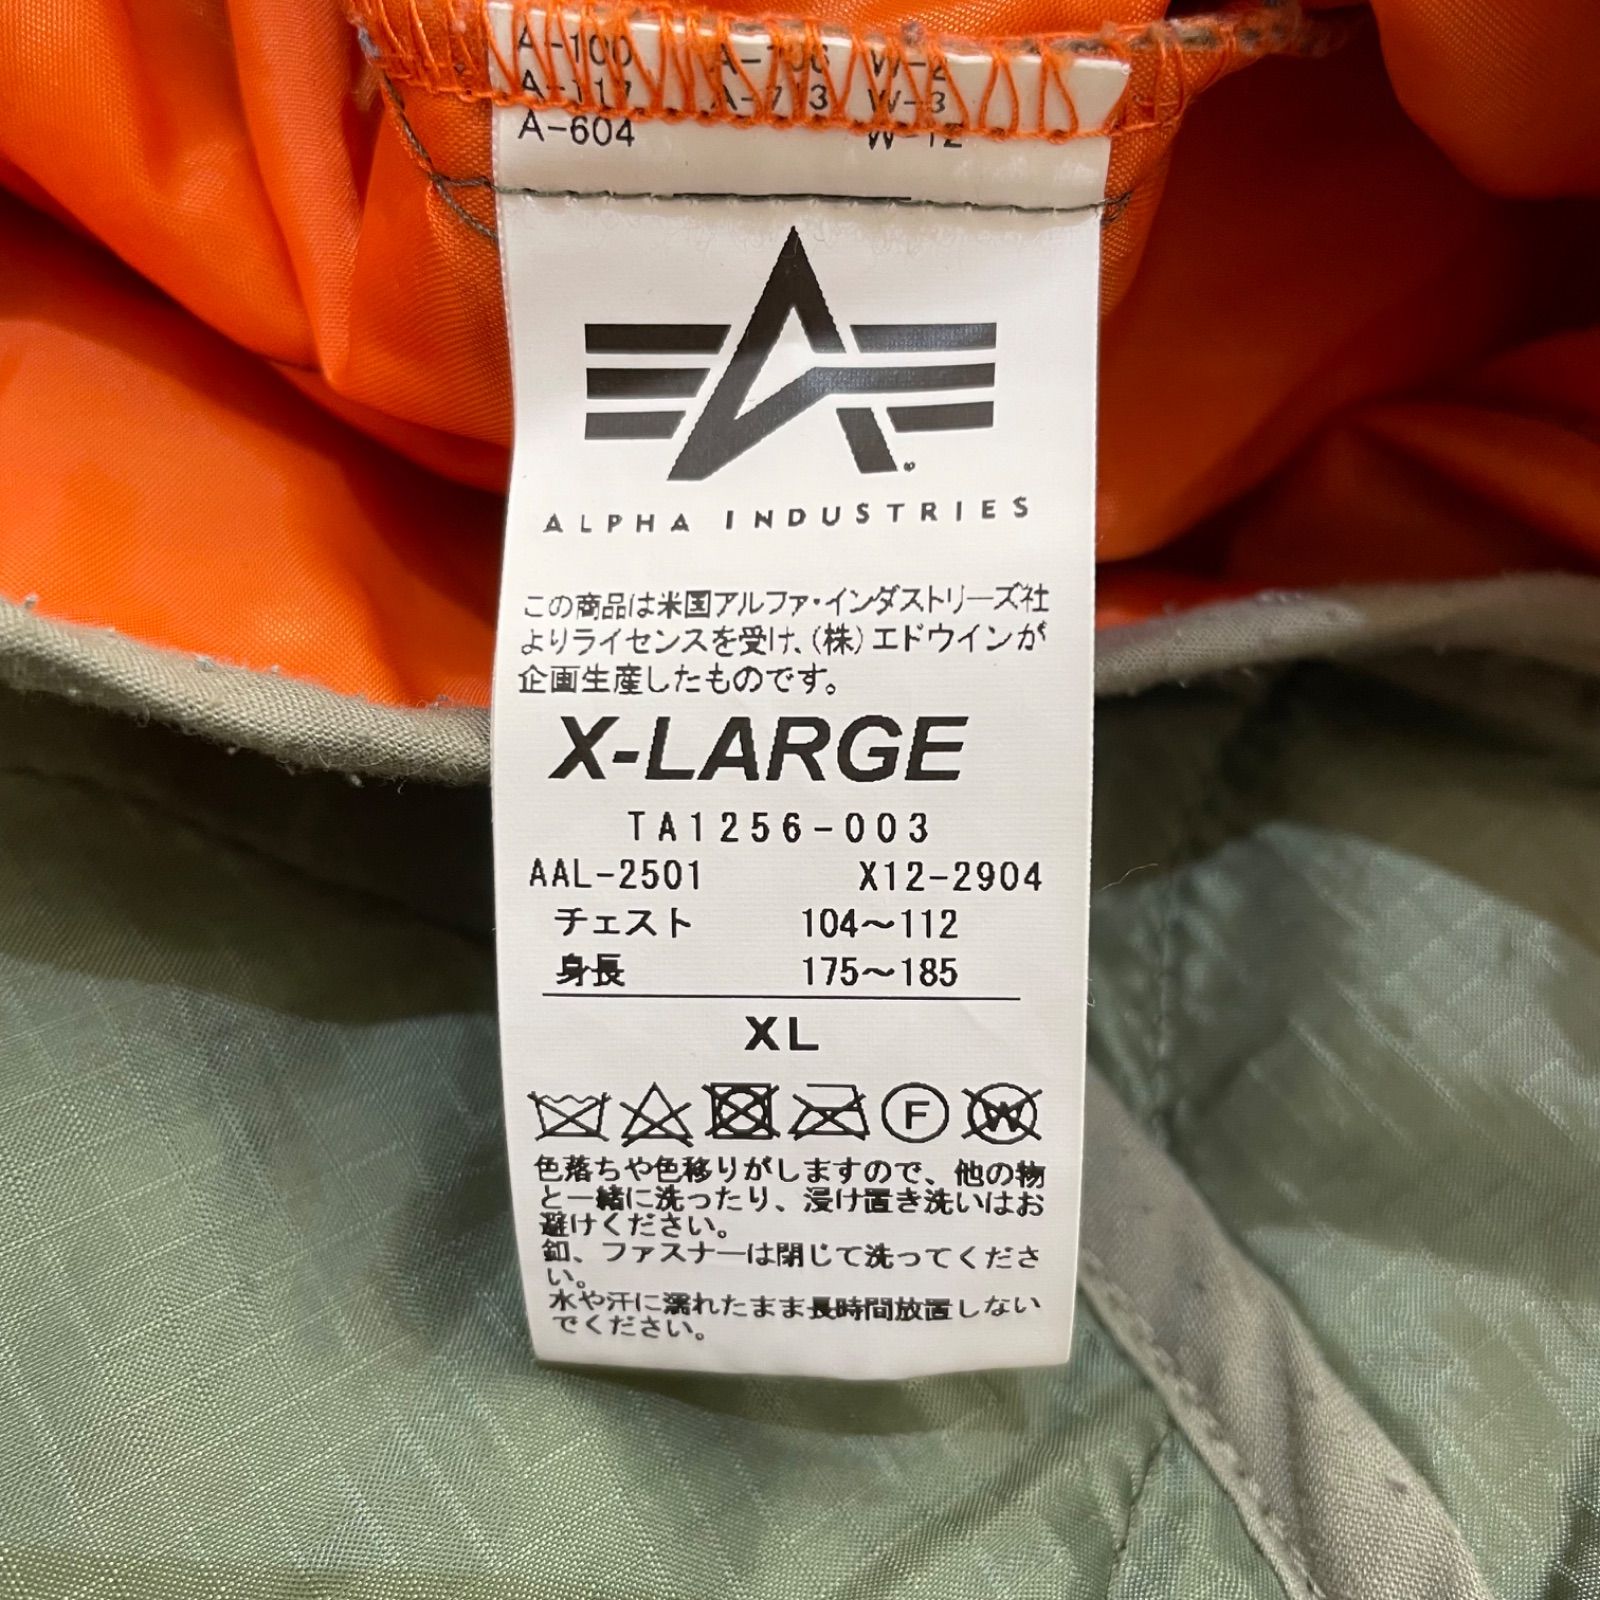 A-100 A-706 W-2
A-117 A-713 W-3
A-604 W-12
ALPHA INDUSTRIES
この商品は米国アルファ・インダストリーズ社
よりライセンスを受け、(株)エドウインが
企画生産したものです。
X-LARGE
TA1256-003
AAL-2501 X12-2904
チェスト 104〜112
身長 175〜185
XL
F W
色落ちや色移りがしますので、他の物
と一緒に洗ったり、浸け置き洗いはお
避けください。
釦、ファスナーは閉じて洗ってくださ
い。
水や汗に濡れたまま長時間放置しない
でください。